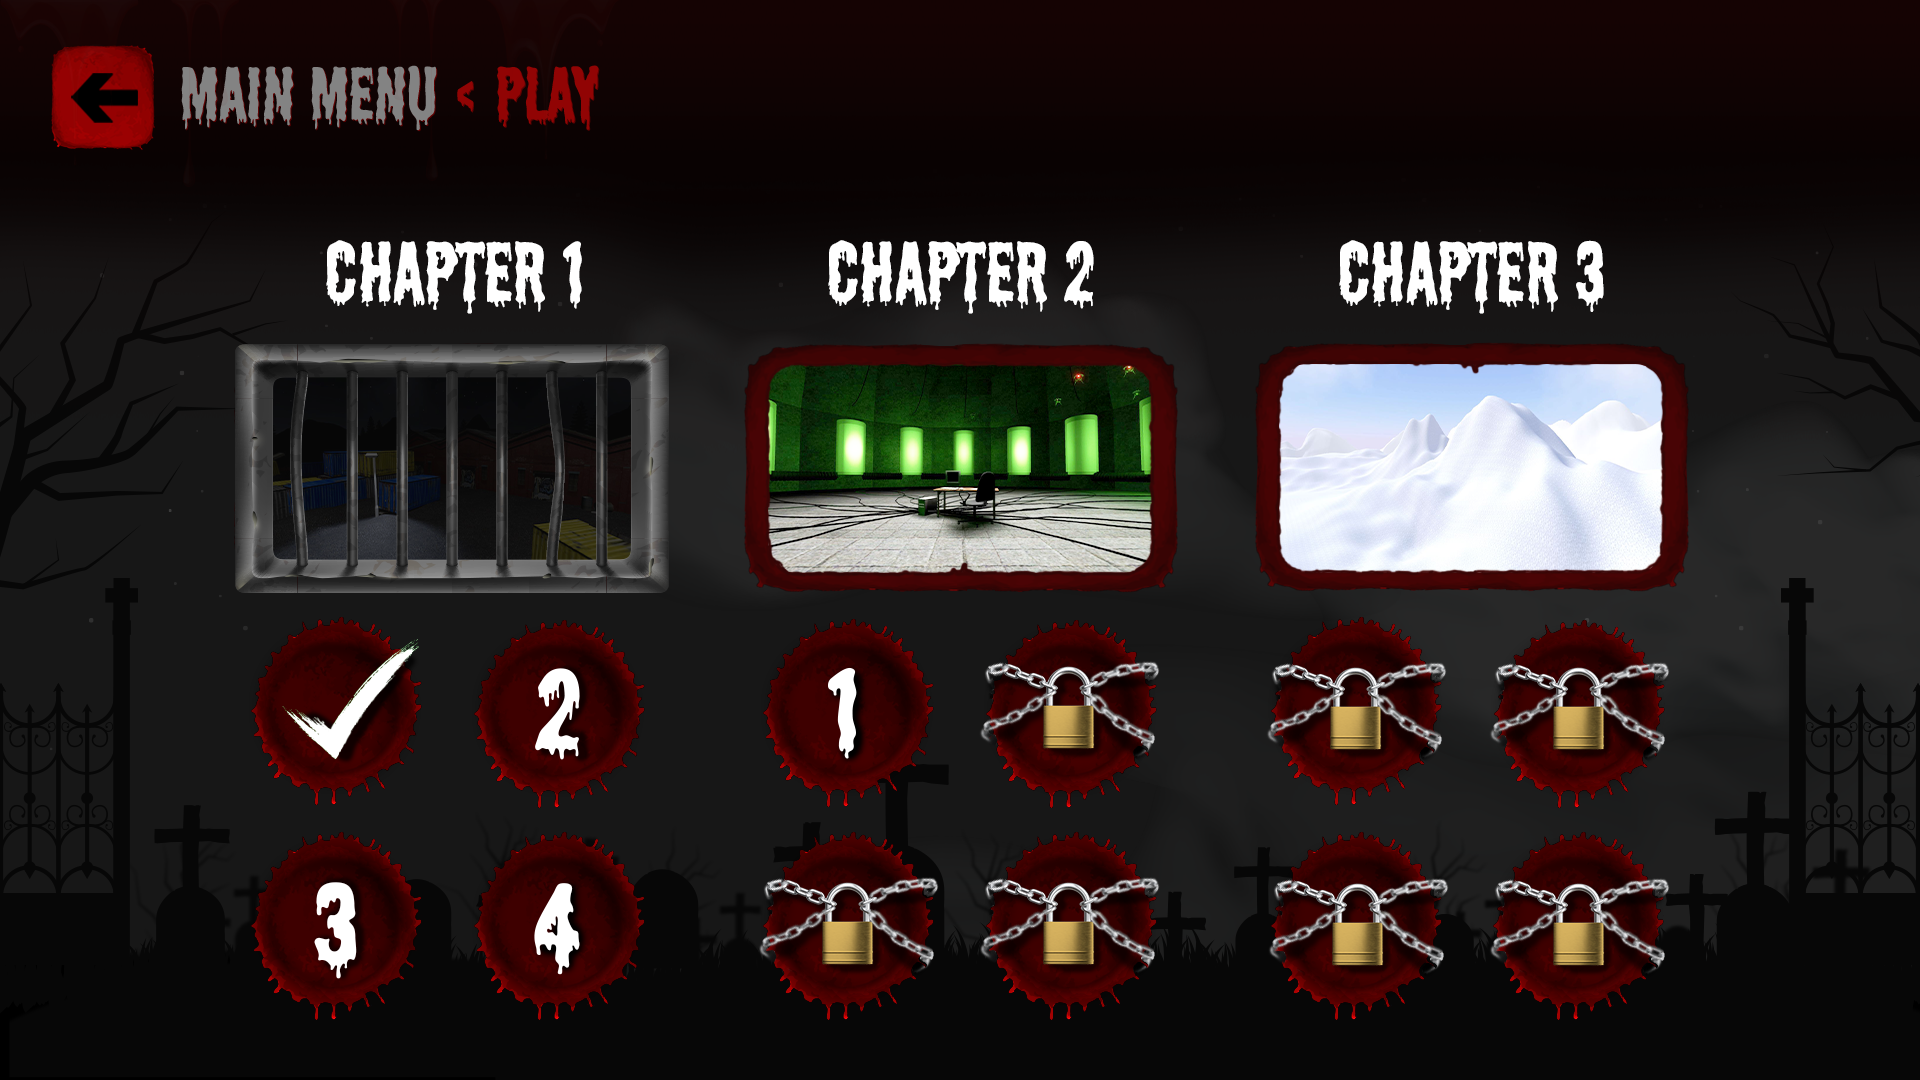 MAIN MENU < PLAY
CHAPTER 1
CHAPTER 2
CHAPTER 3
2
1
3
4